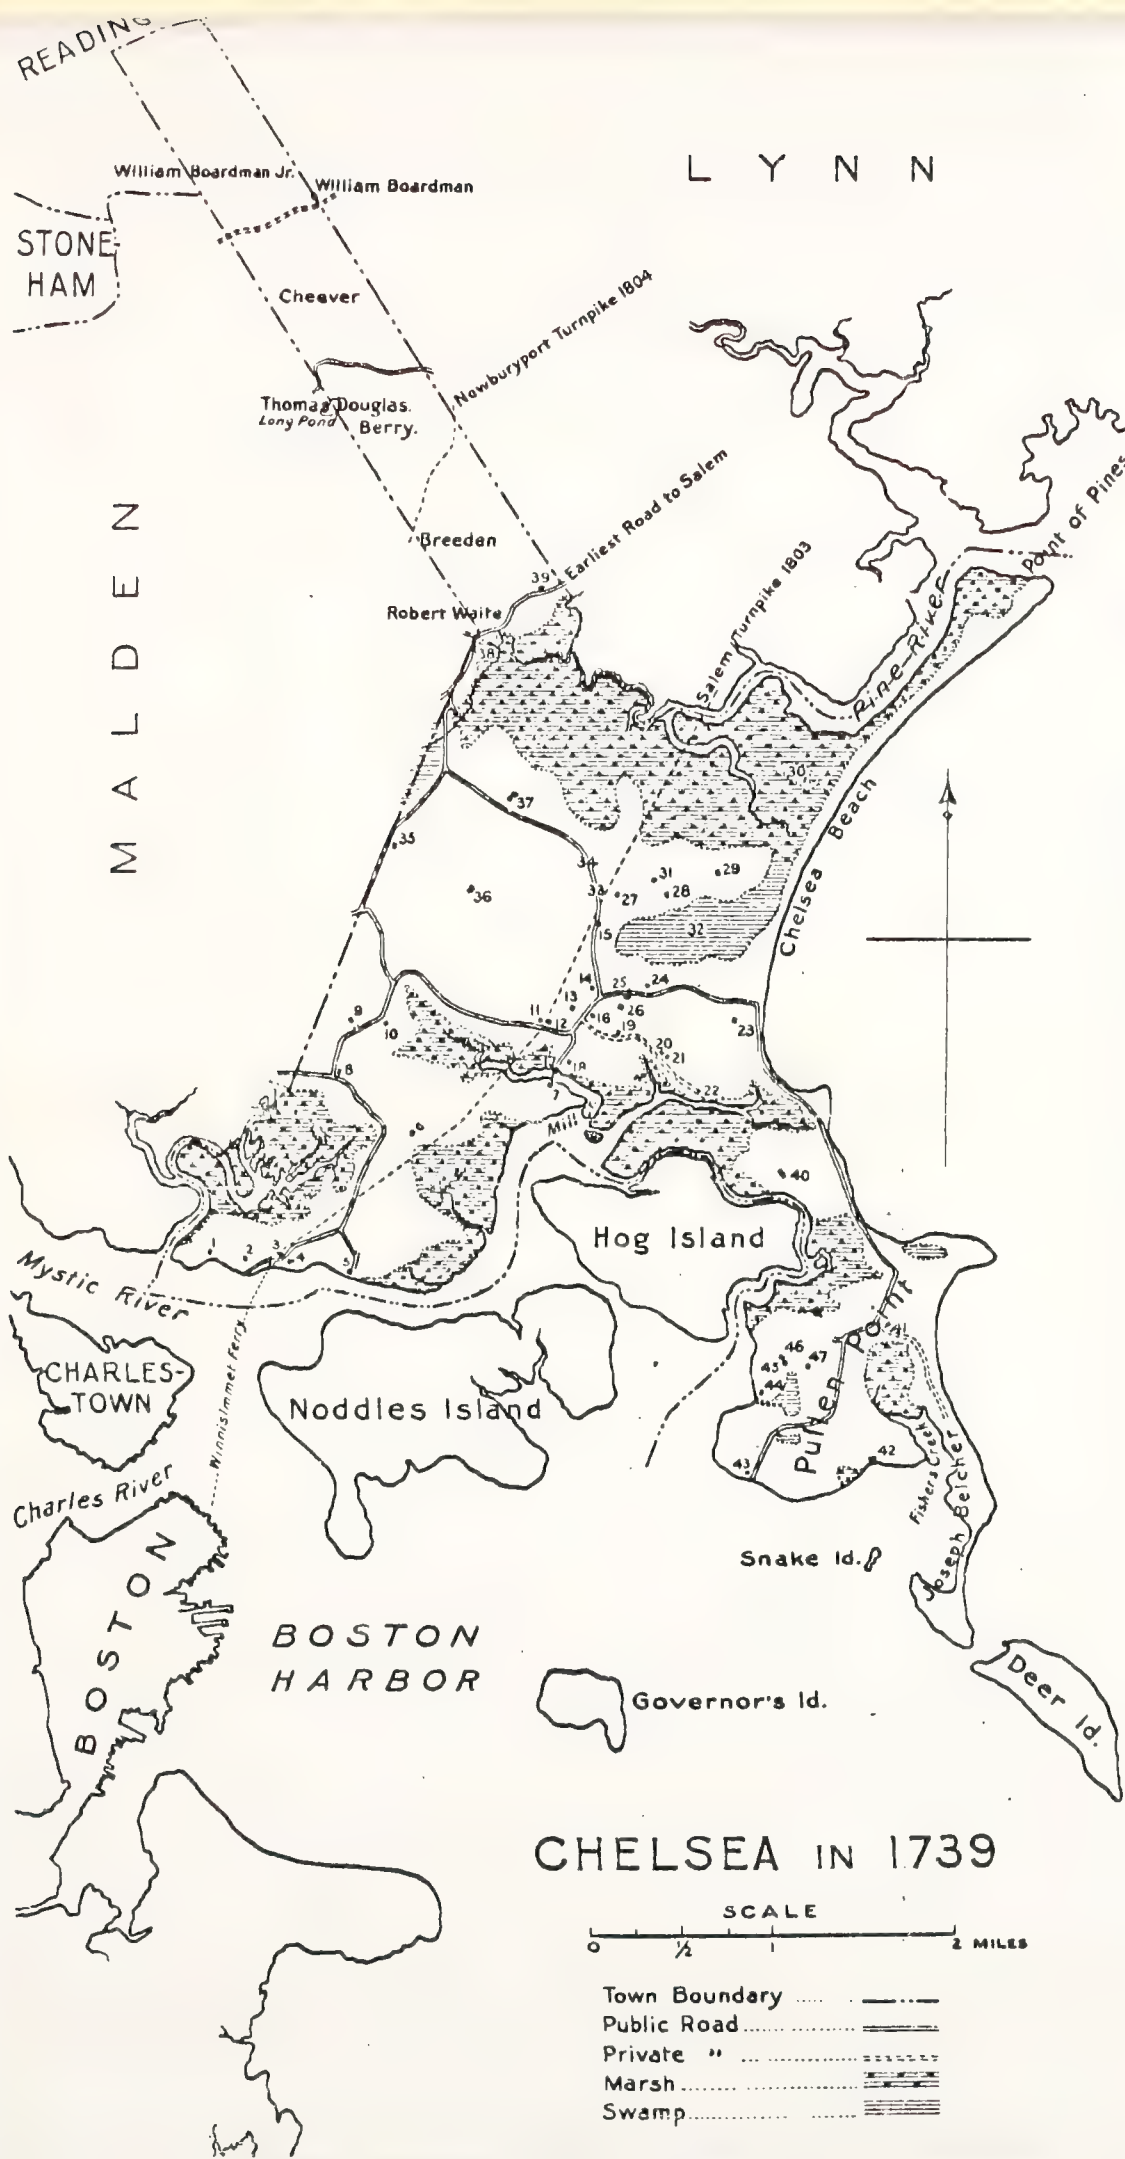 READING
LYNN
William Boardman Jr.
William Boardman
STONE-
HAM
Cheever
Newburyport Turnpike 1804
Thomas Douglas.
Long Pond
Berry.
MALDEN
Breeden
Earliest Road to Salem
39
Robert Waite
38
Salem Turnpike 1803
Point of Pines
Pine River
30
Chelsea Beach
37
35
34
36
33
31
29
27
28
15
32
14
25
24
13
9
11
12
16
26
10
19
23
20
17
18
21
8
7
22
6
Mill
40
1
2
3
4
5
Hog Island
Mystic River
Winnisimmet Ferry
CHARLES-
TOWN
Noddles Island
Pullen Point
41
46
45
47
44
43
42
Fishers Creek
Joseph Belcher
Charles River
Snake Id.
BOSTON
BOSTON
HARBOR
Governor's Id.
Deer Id.
CHELSEA IN 1739
SCALE
0 ½ 1 2 MILES
Town Boundary
Public Road
Private "
Marsh
Swamp